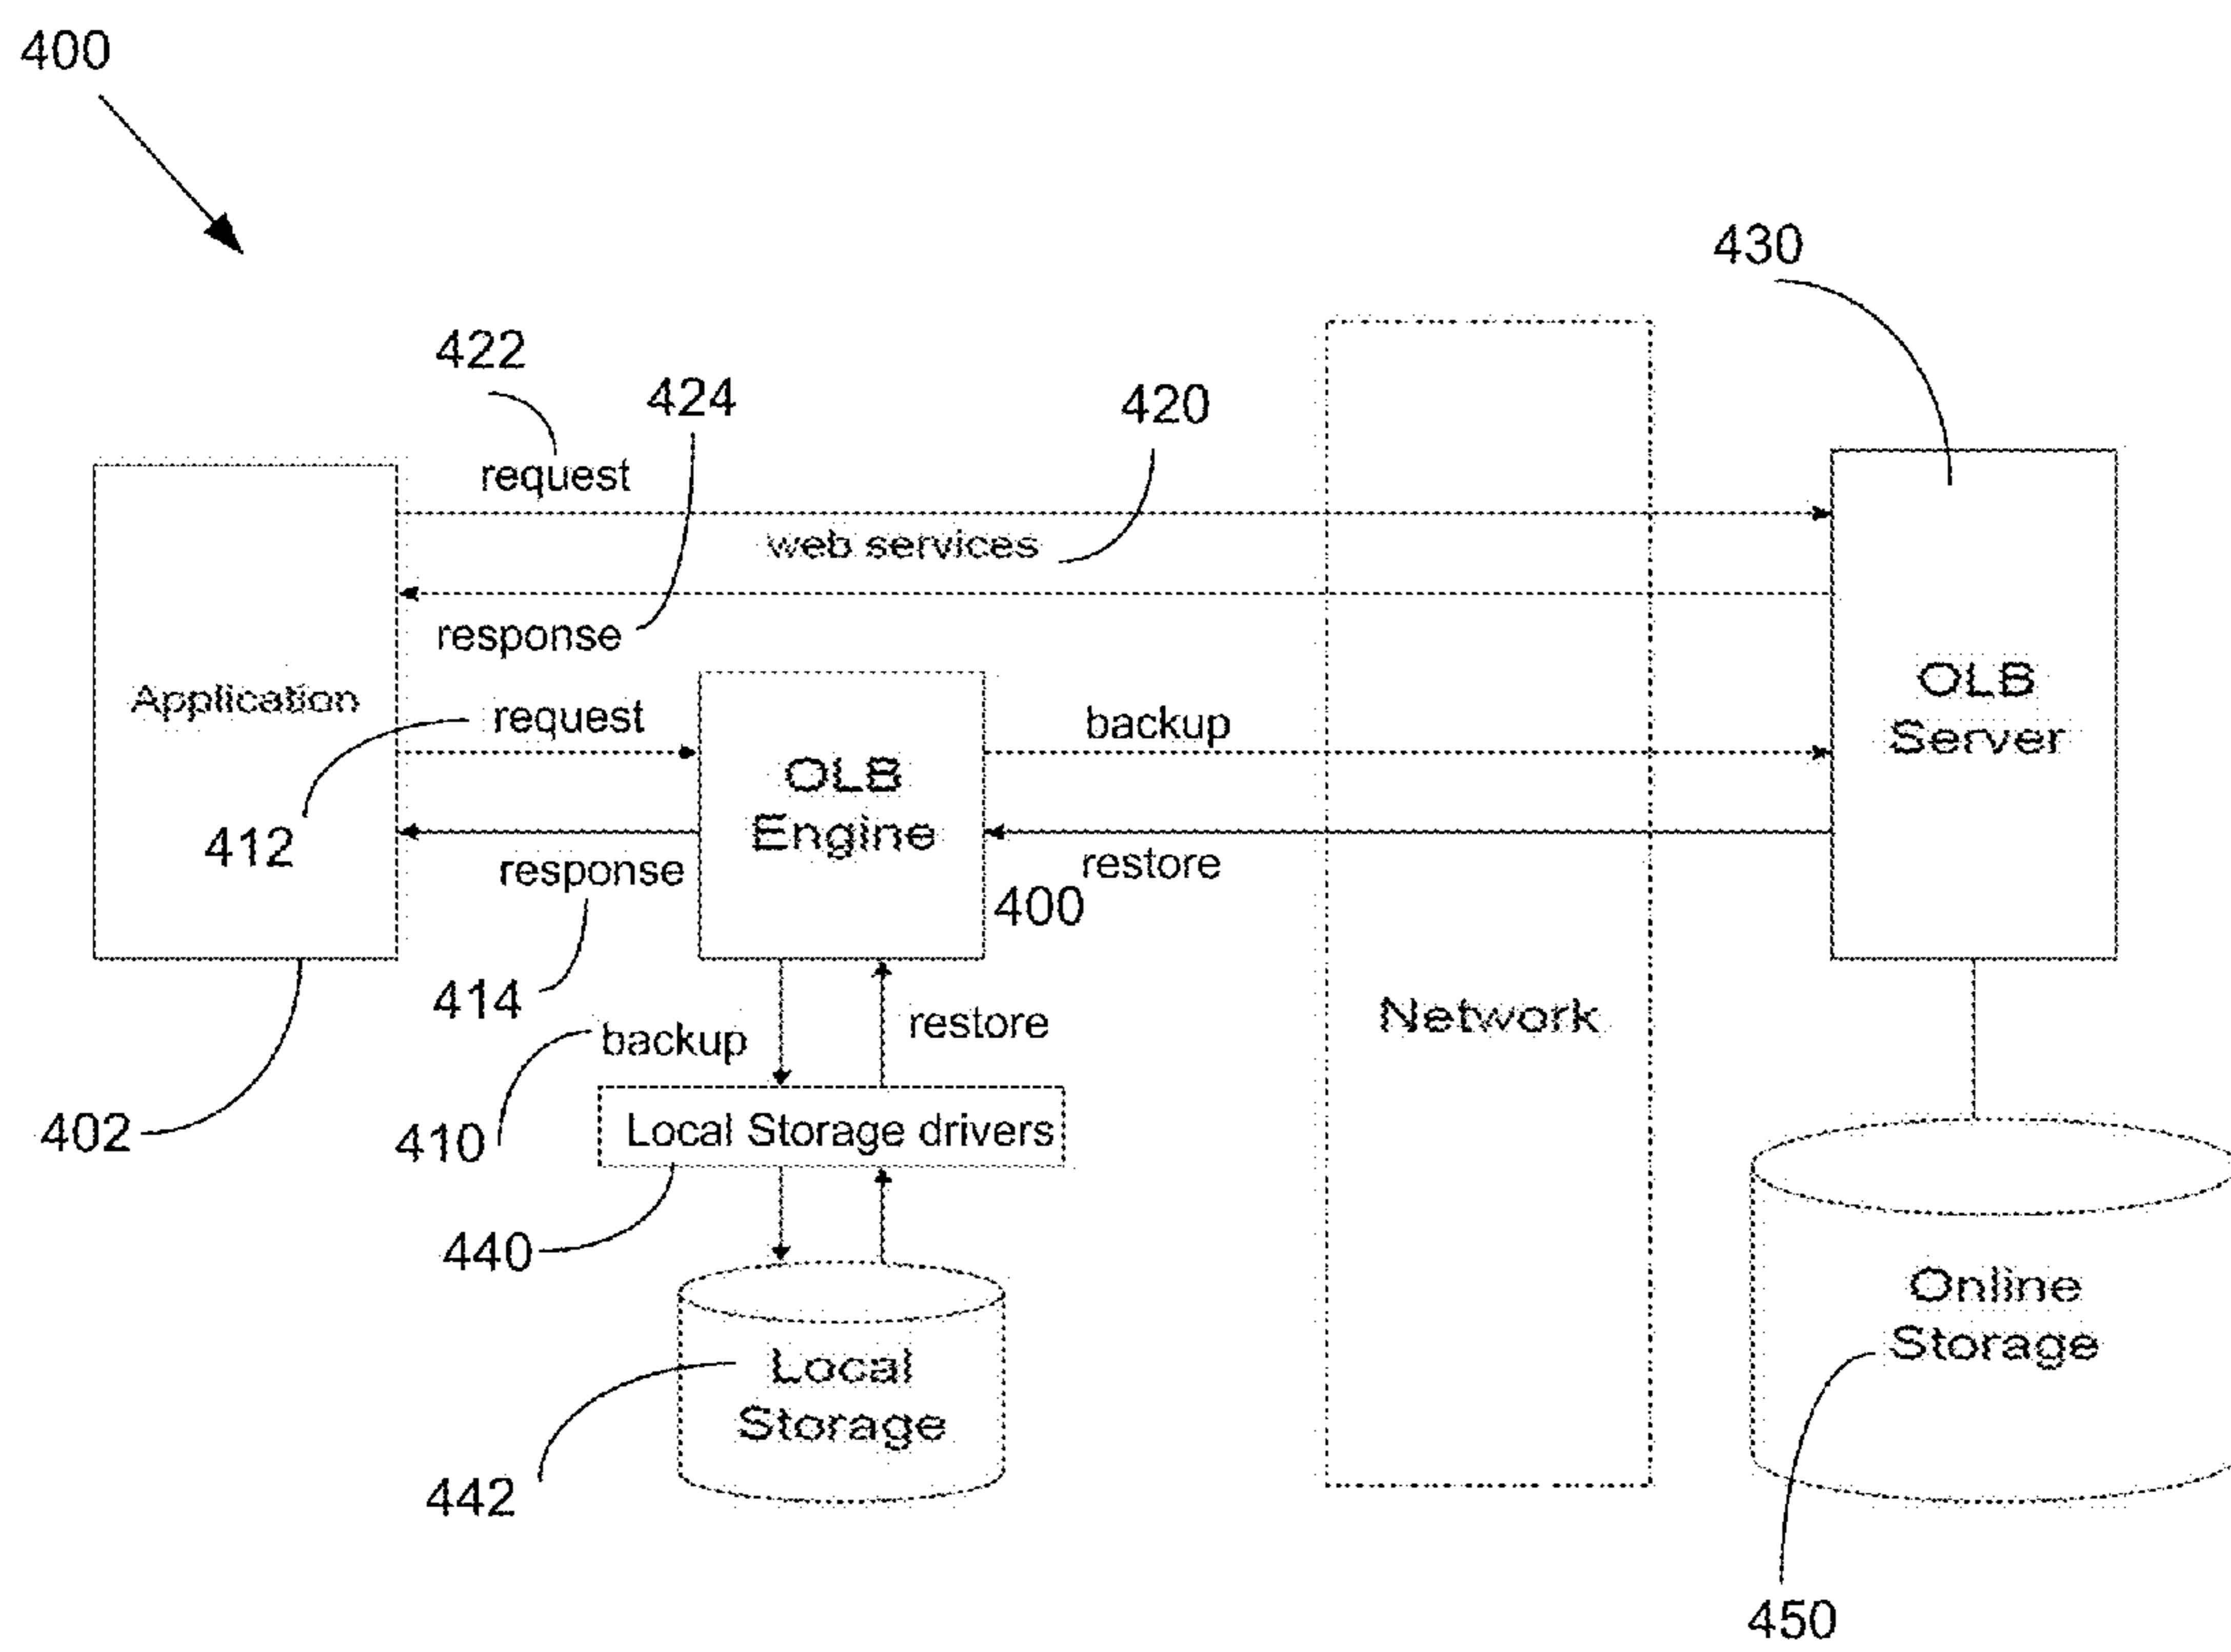 400
430
422
424
420
request
web services
response
Application
request
412
response
414
OLB
Engine
400
backup
restore
OLB
Server
402
410
backup
restore
Local Storage drivers
440
Network
Local
Storage
442
Online
Storage
450